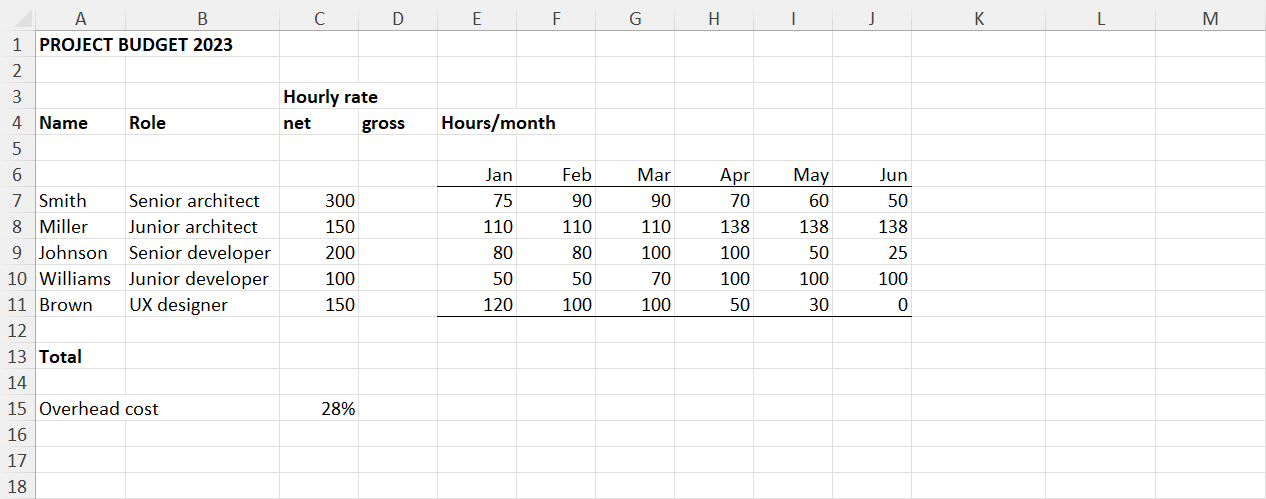 A B C D E F G H I J K L M
1 PROJECT BUDGET 2023
2
3 Hourly rate
4 Name Role net gross Hours/month
5
6 Jan Feb Mar Apr May Jun
7 Smith Senior architect 300 75 90 90 70 60 50
8 Miller Junior architect 150 110 110 110 138 138 138
9 Johnson Senior developer 200 80 80 100 100 50 25
10 Williams Junior developer 100 50 50 70 100 100 100
11 Brown UX designer 150 120 100 100 50 30 0
12
13 Total
14
15 Overhead cost 28%
16
17
18